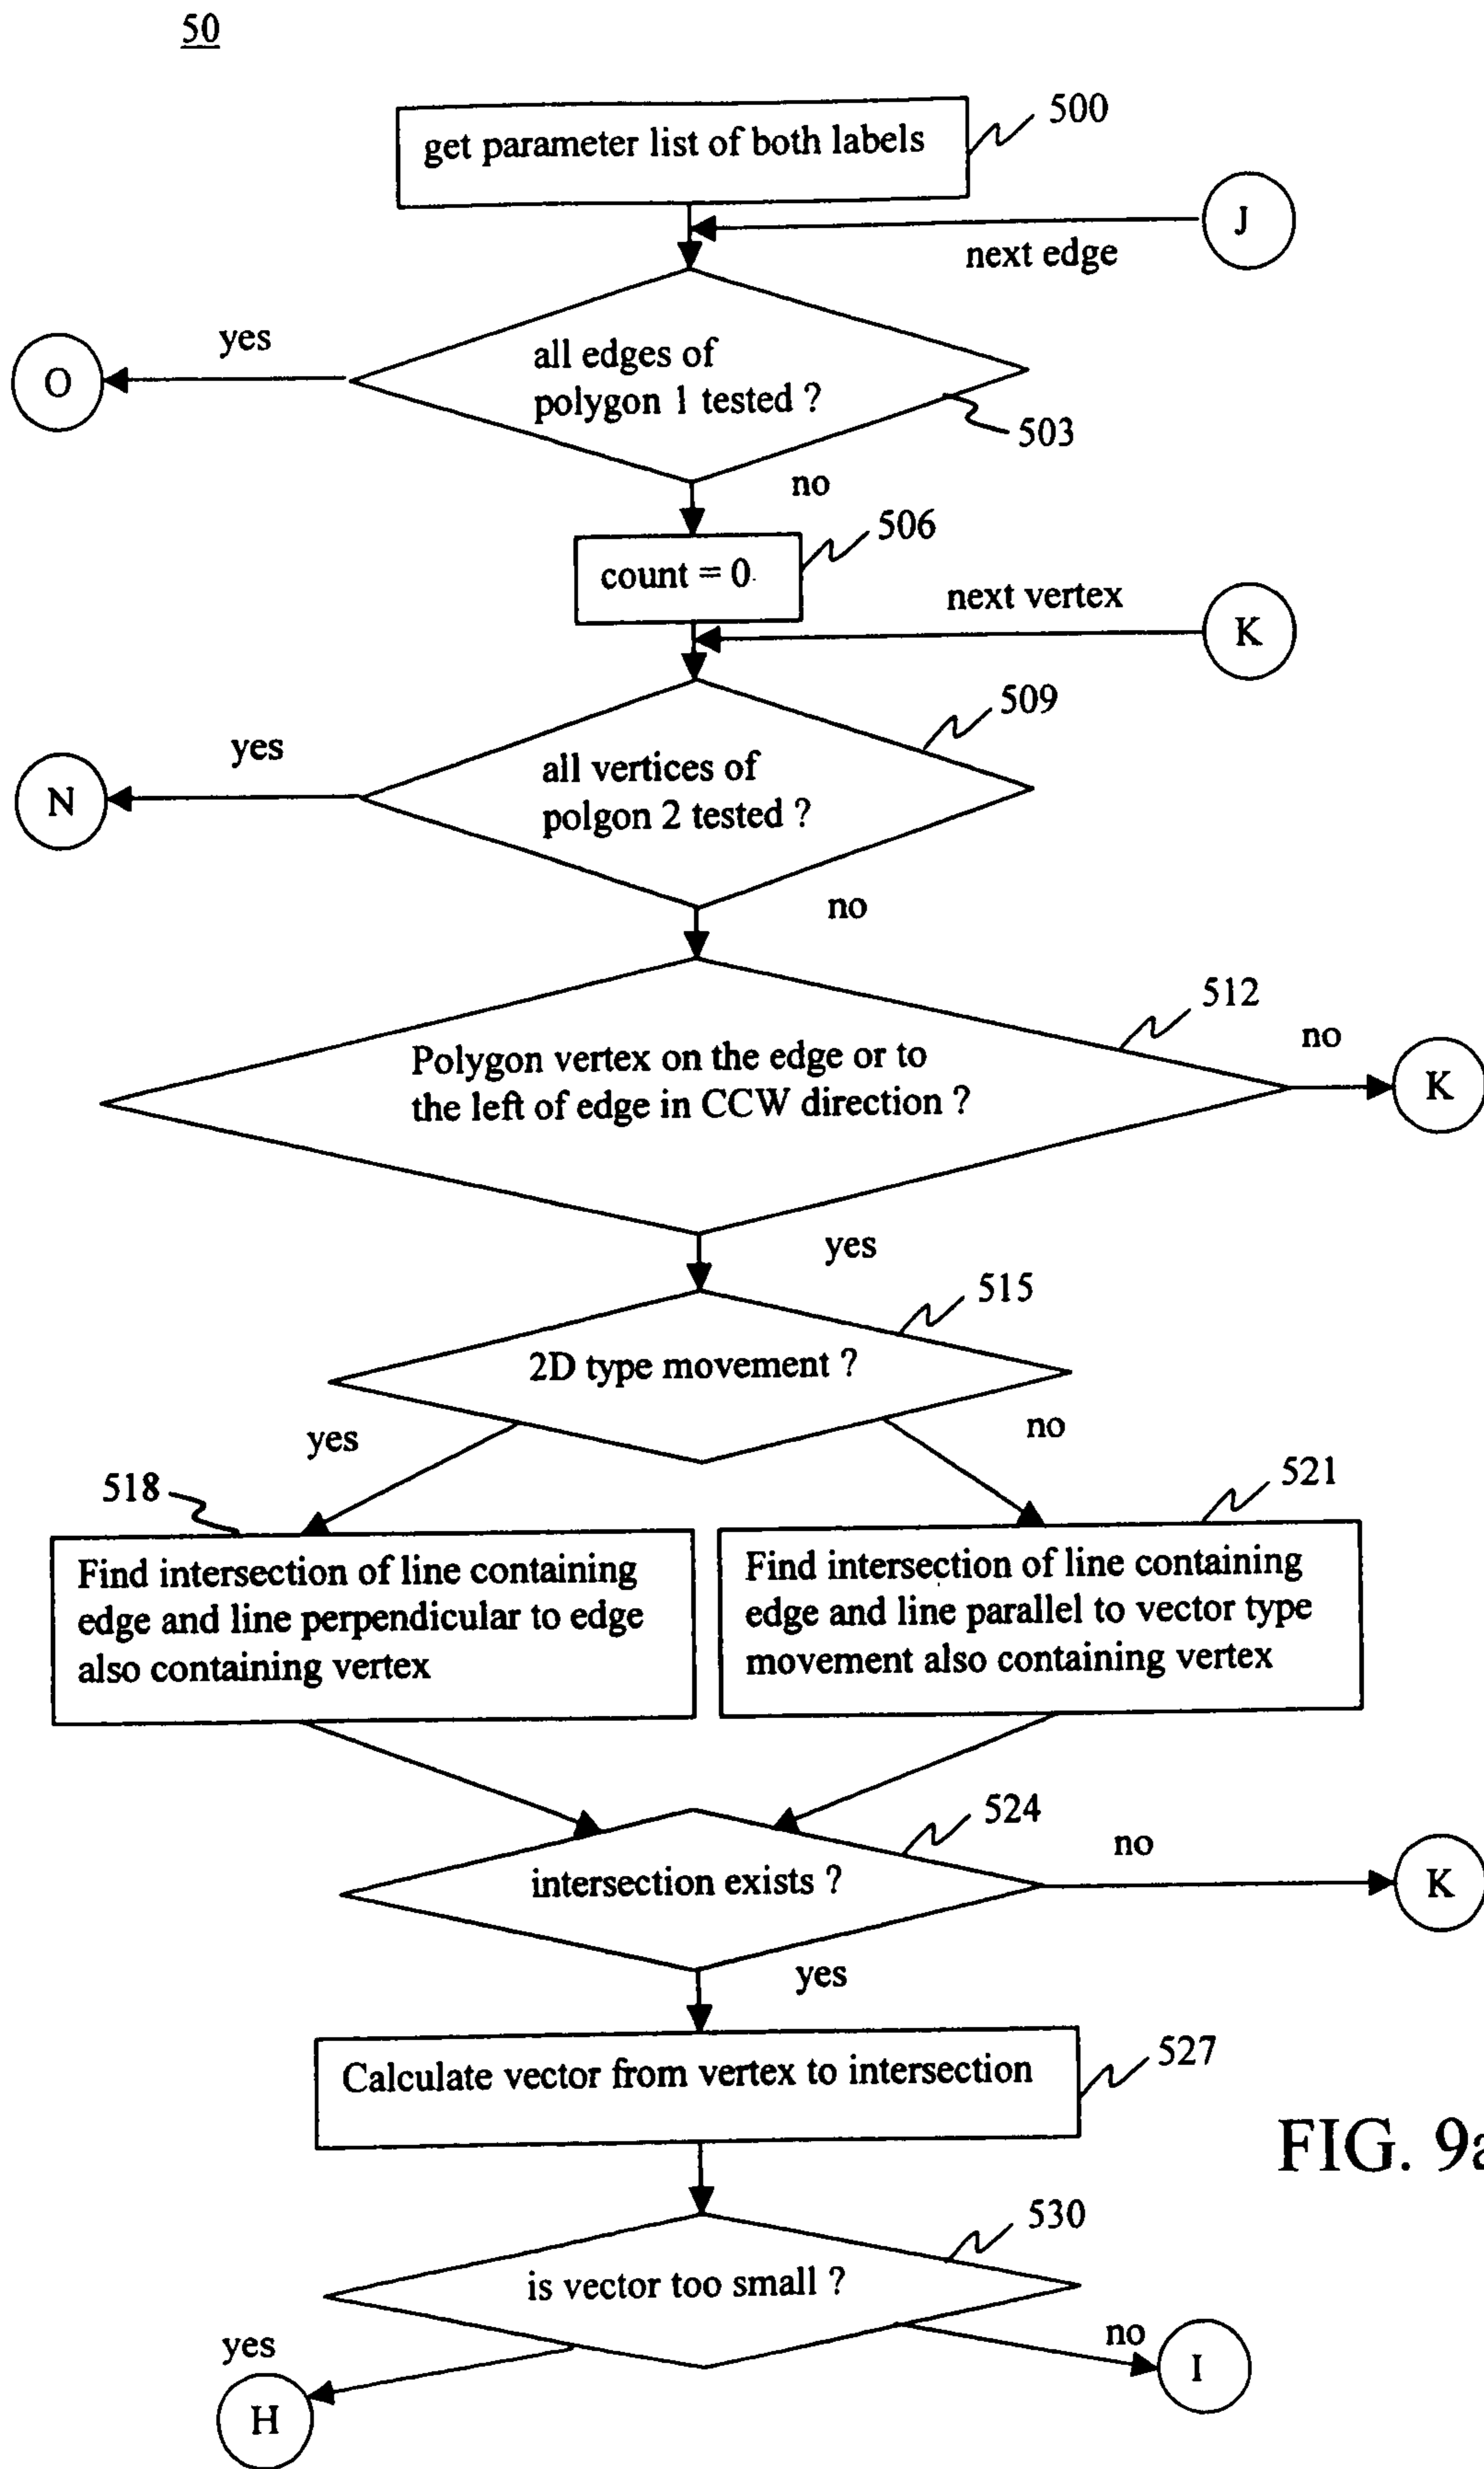 50
get parameter list of both labels
500
J
next edge
yes
O
all edges of
polygon 1 tested ?
503
no
506
count = 0
next vertex
K
509
yes
N
all vertices of
polgon 2 tested ?
no
512
no
Polygon vertex on the edge or to
the left of edge in CCW direction ?
K
yes
515
2D type movement ?
yes
no
518
521
Find intersection of line containing
edge and line perpendicular to edge
also containing vertex
Find intersection of line containing
edge and line parallel to vector type
movement also containing vertex
524
no
intersection exists ?
K
yes
527
Calculate vector from vertex to intersection
FIG. 9a
530
is vector too small ?
yes
no
H
I